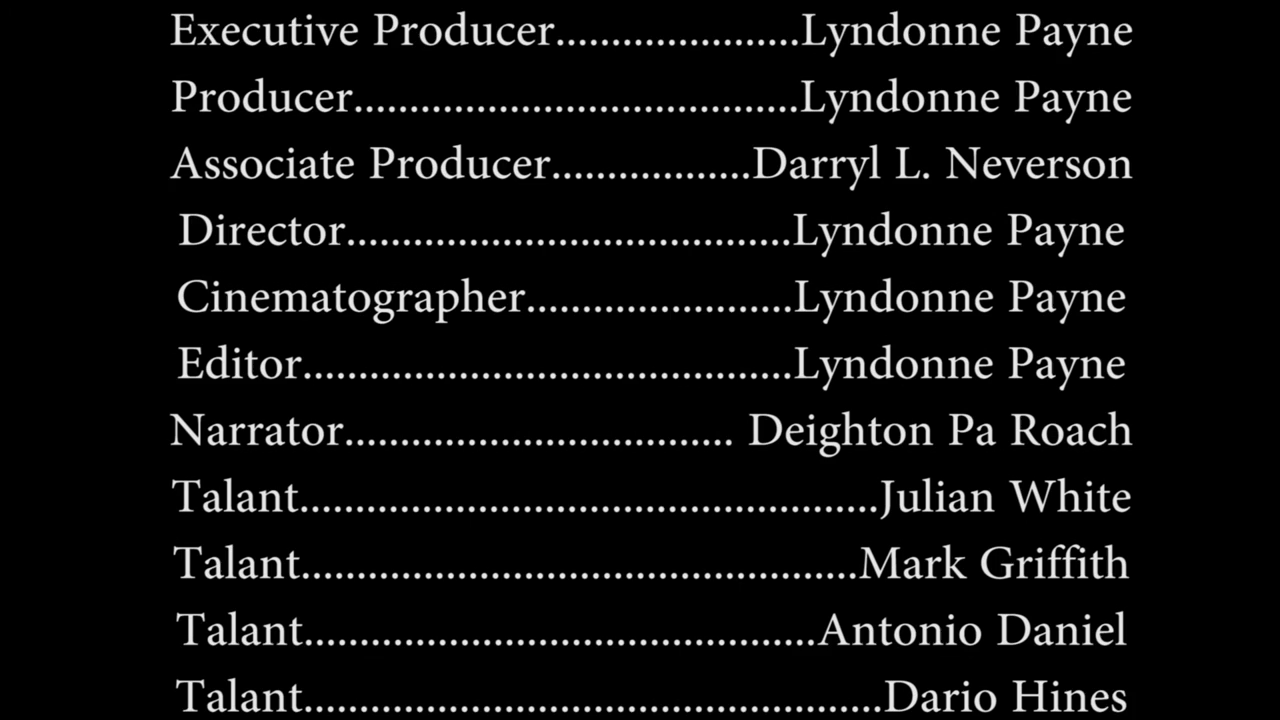 Executive Producer......................Lyndonne Payne
Producer........................................Lyndonne Payne
Associate Producer..................Darryl L. Neverson
Director........................................Lyndonne Payne
Cinematographer........................Lyndonne Payne
Editor............................................Lyndonne Payne
Narrator................................... Deighton Pa Roach
Talant....................................................Julian White
Talant..................................................Mark Griffith
Talant..............................................Antonio Daniel
Talant....................................................Dario Hines